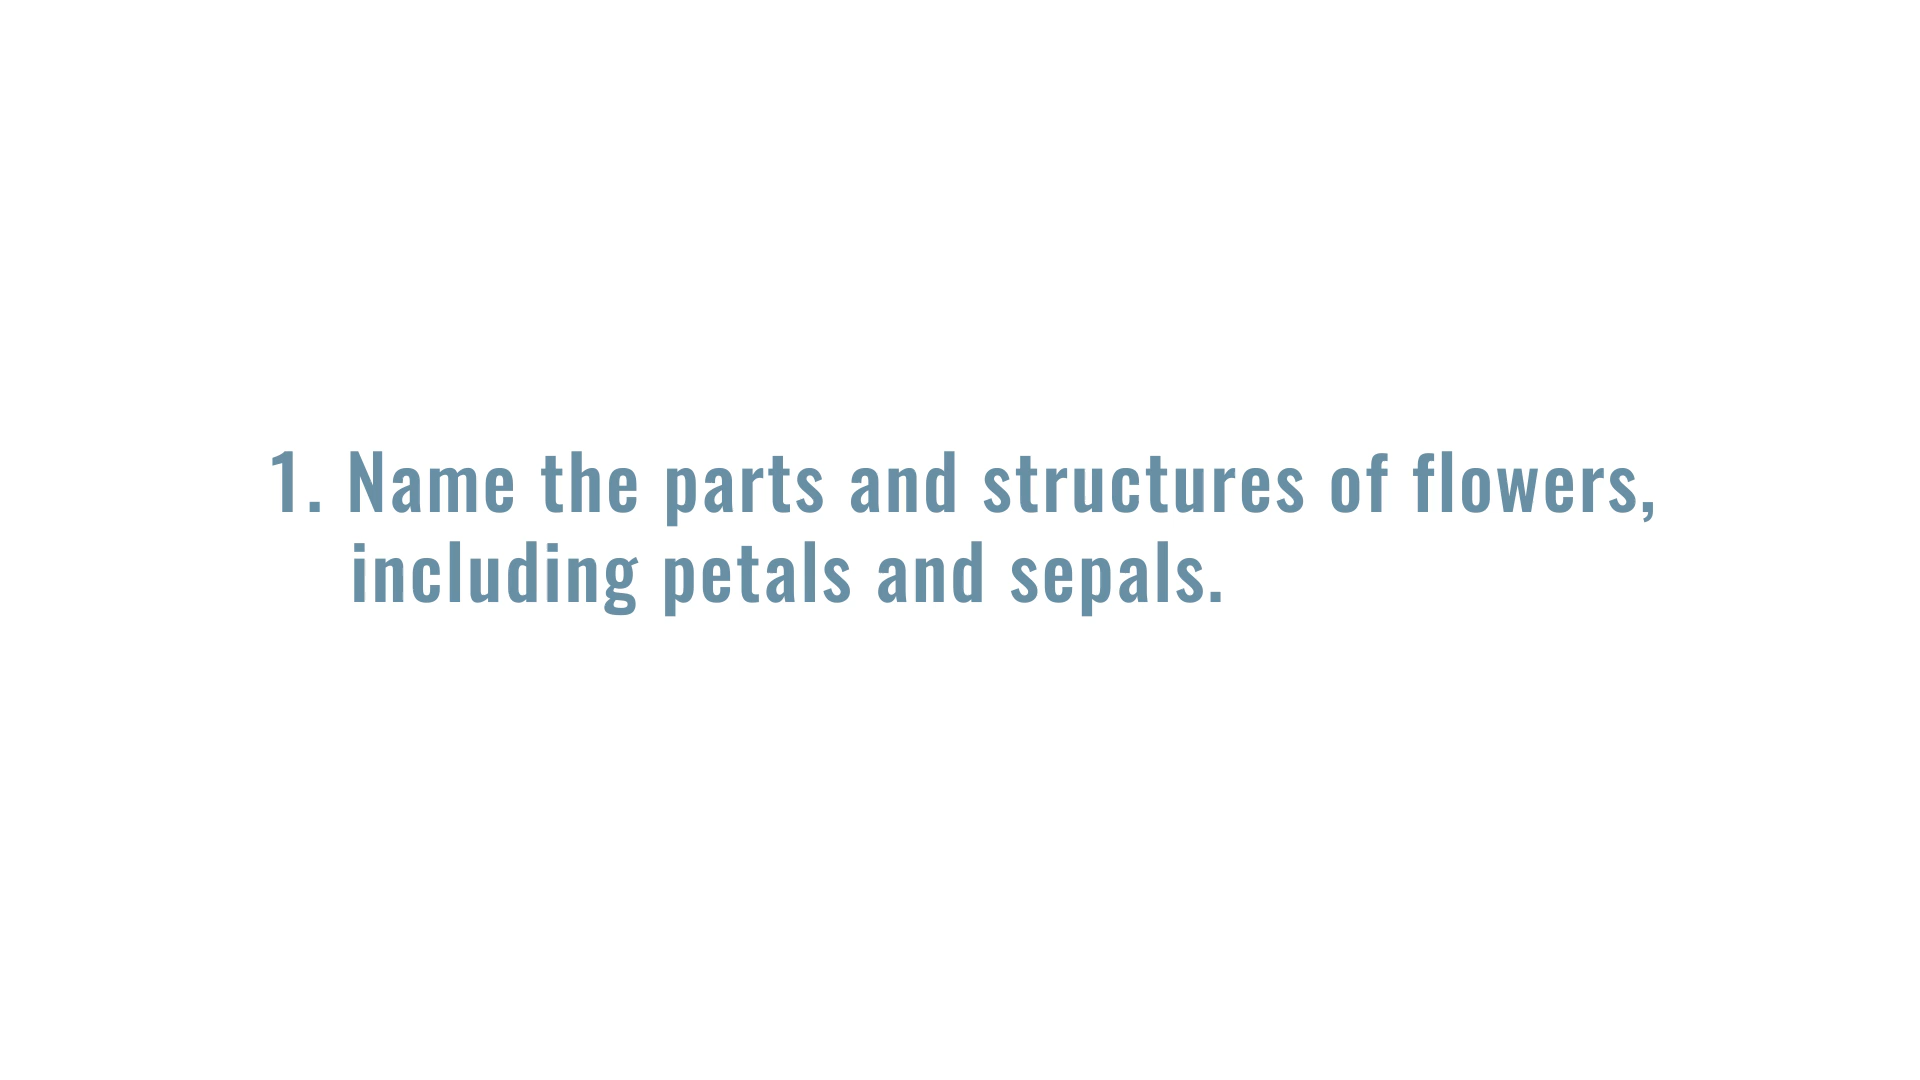 1. Name the parts and structures of flowers,
including petals and sepals.